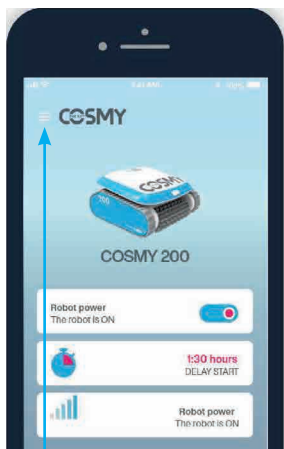 COSMY
COSMY
COSMY 200
Robot power
The robot is ON
1:30 hours
DELAY START
Robot power
The robot is ON